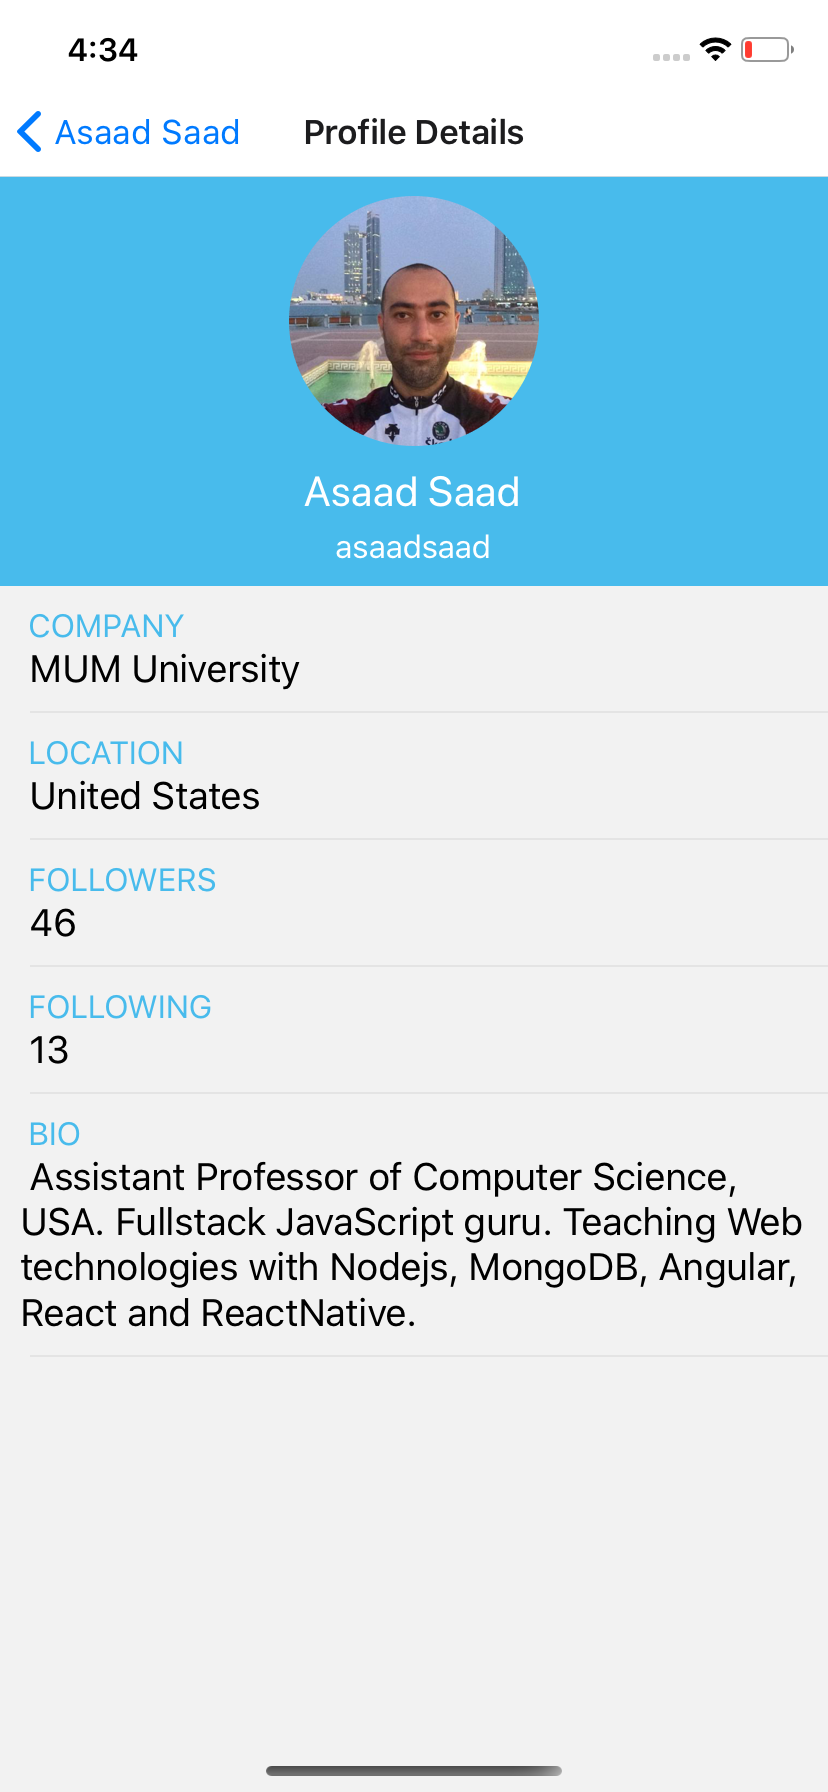 4:34
Asaad Saad
Profile Details
Asaad Saad
asaadsaad
COMPANY
MUM University
LOCATION
United States
FOLLOWERS
46
FOLLOWING
13
BIO
Assistant Professor of Computer Science,
USA. Fullstack JavaScript guru. Teaching Web
technologies with Nodejs, MongoDB, Angular,
React and ReactNative.